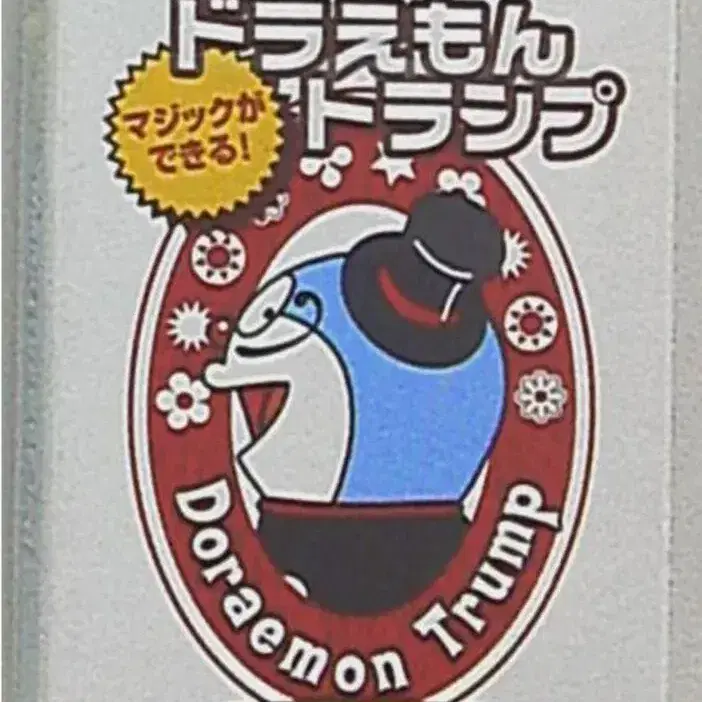 ドラえもん
トランプ
マジックが
できる!
Doraemon Trump